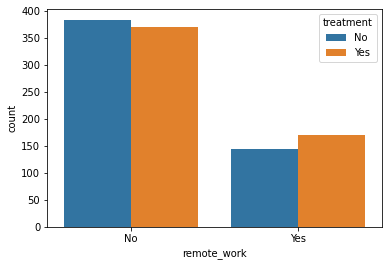 treatment
No
Yes
400
350
300
250
200
150
100
50
0
count
No
Yes
remote_work